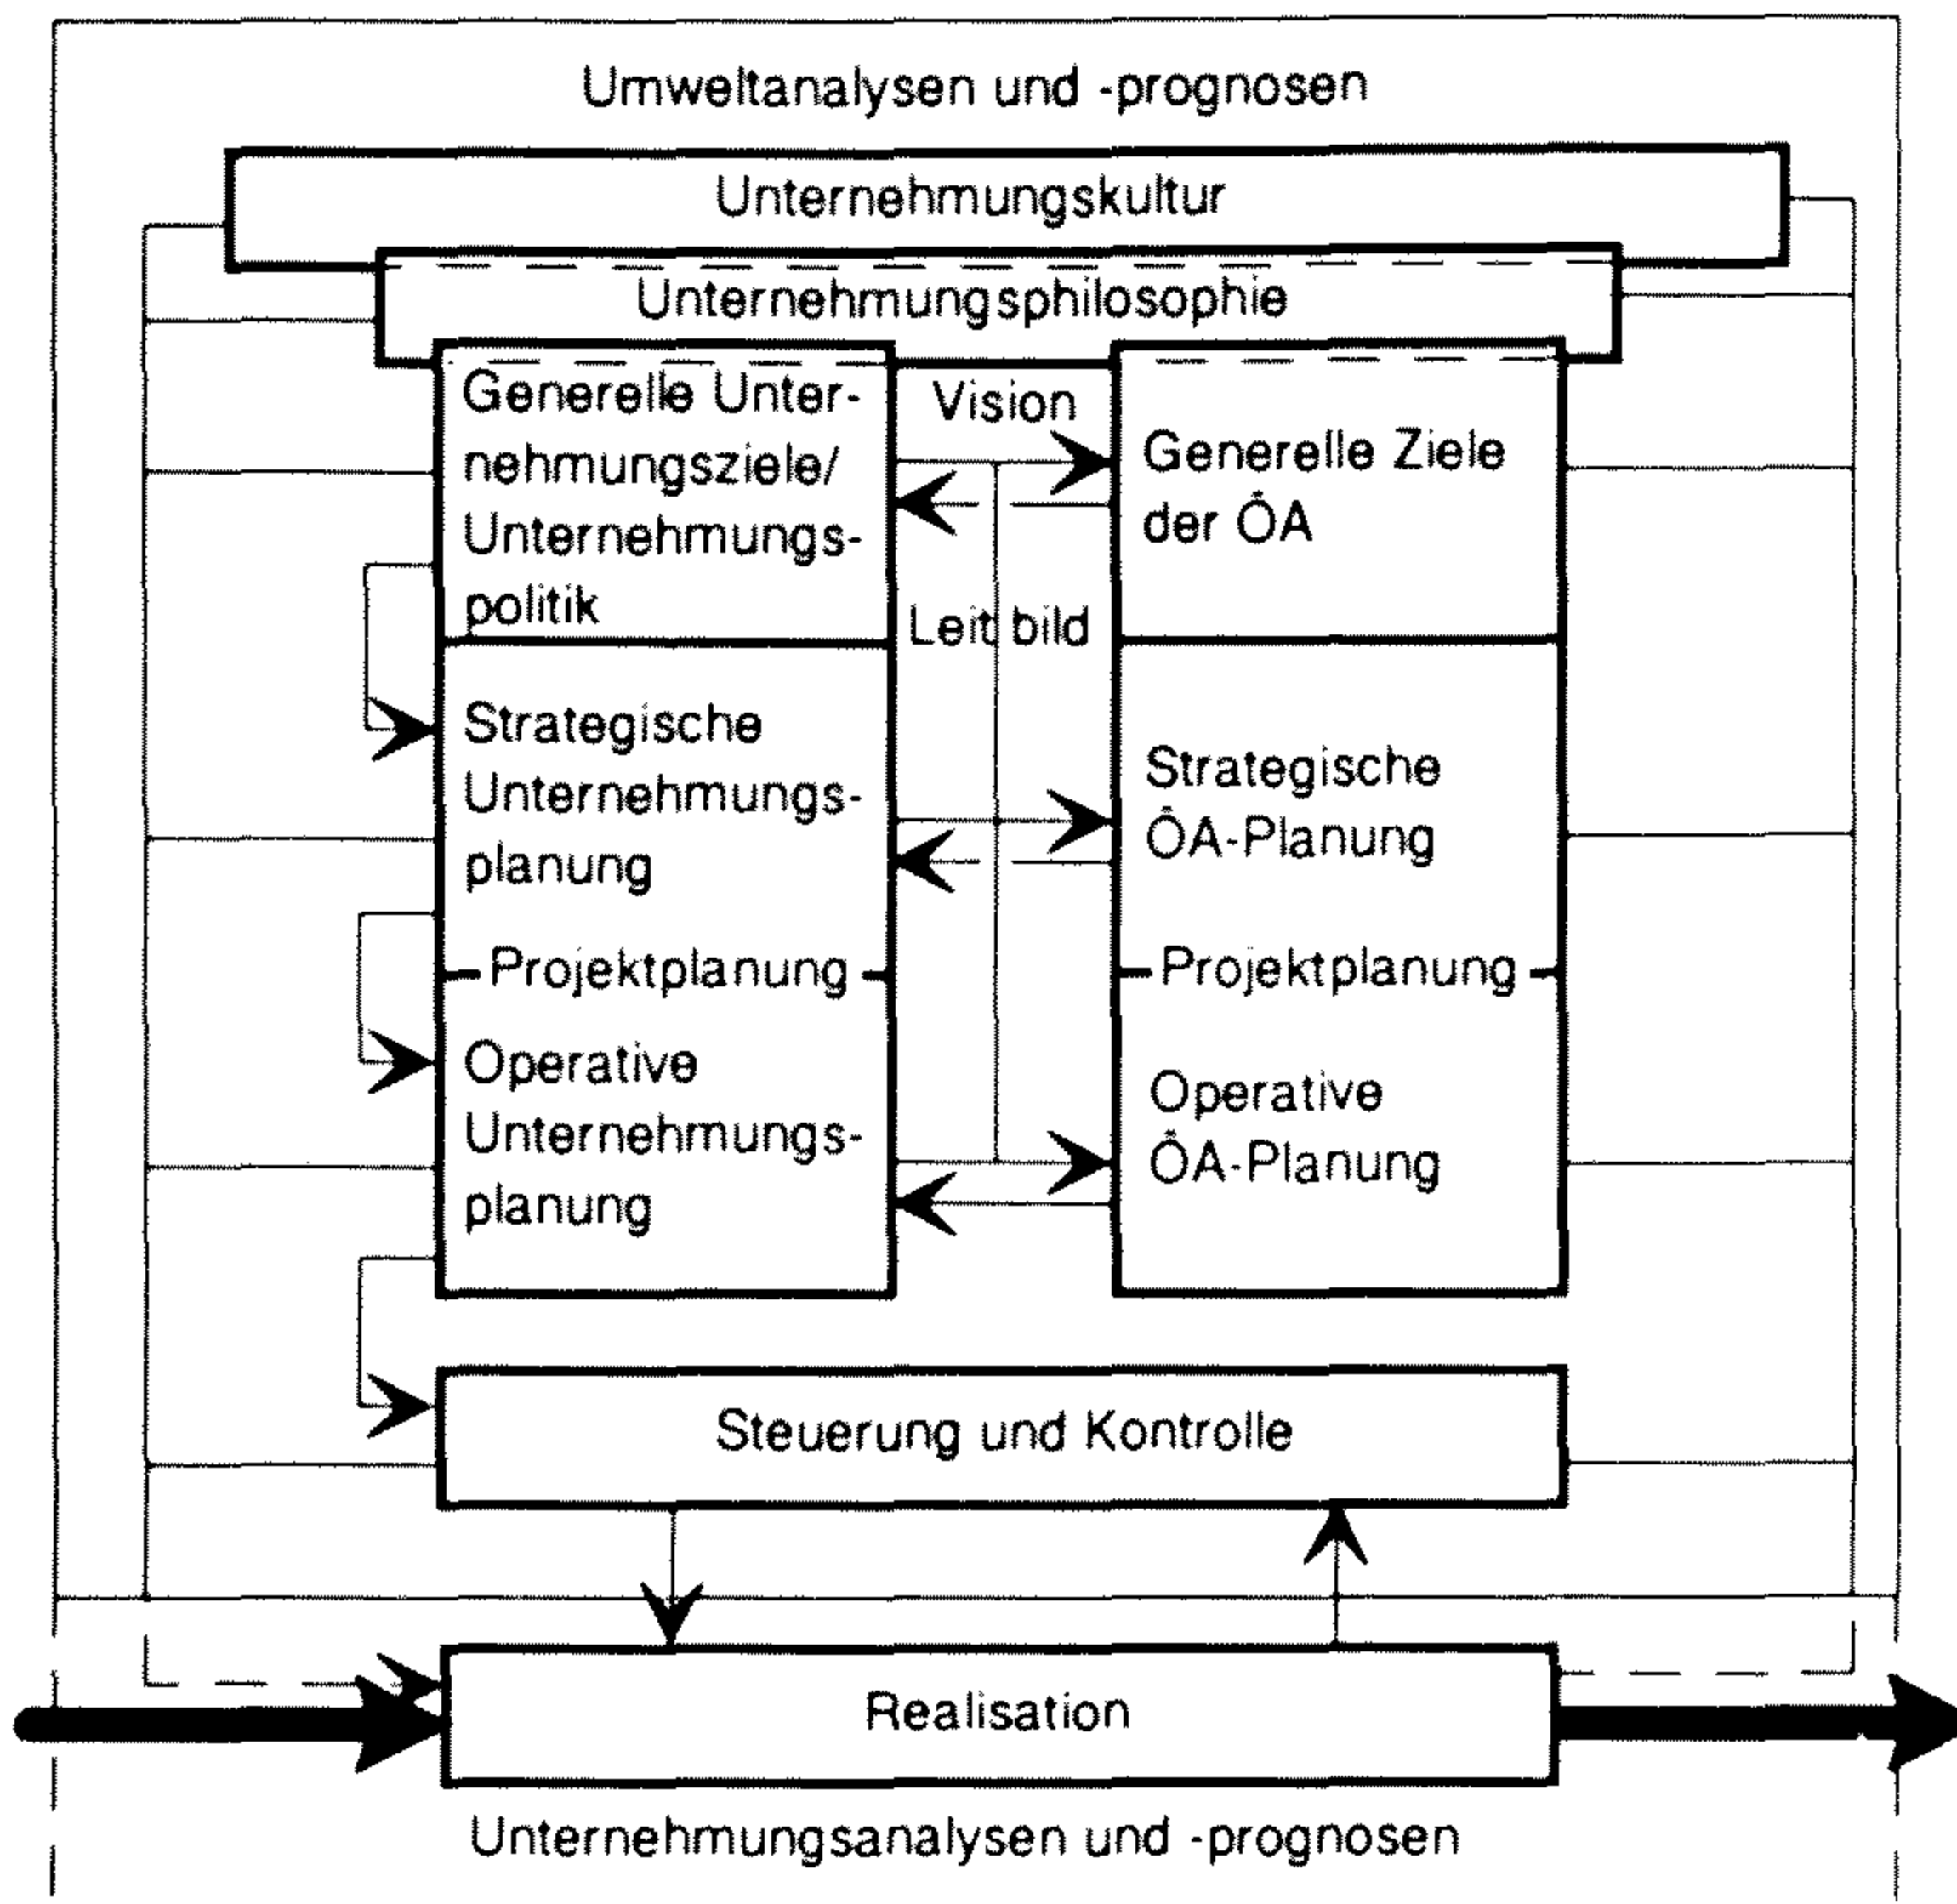 Umweltanalysen und -prognosen
Unternehmungskultur
Unternehmungsphilosophie
Generelle Unter-
nehmungsziele/
Unternehmungs-
politik
Vision
Leitbild
Generelle Ziele
der ÖA
Strategische
Unternehmungs-
planung
Strategische
ÖA-Planung
Projektplanung
Projektplanung
Operative
Unternehmungs-
planung
Operative
ÖA-Planung
Steuerung und Kontrolle
Realisation
Unternehmungsanalysen und -prognosen